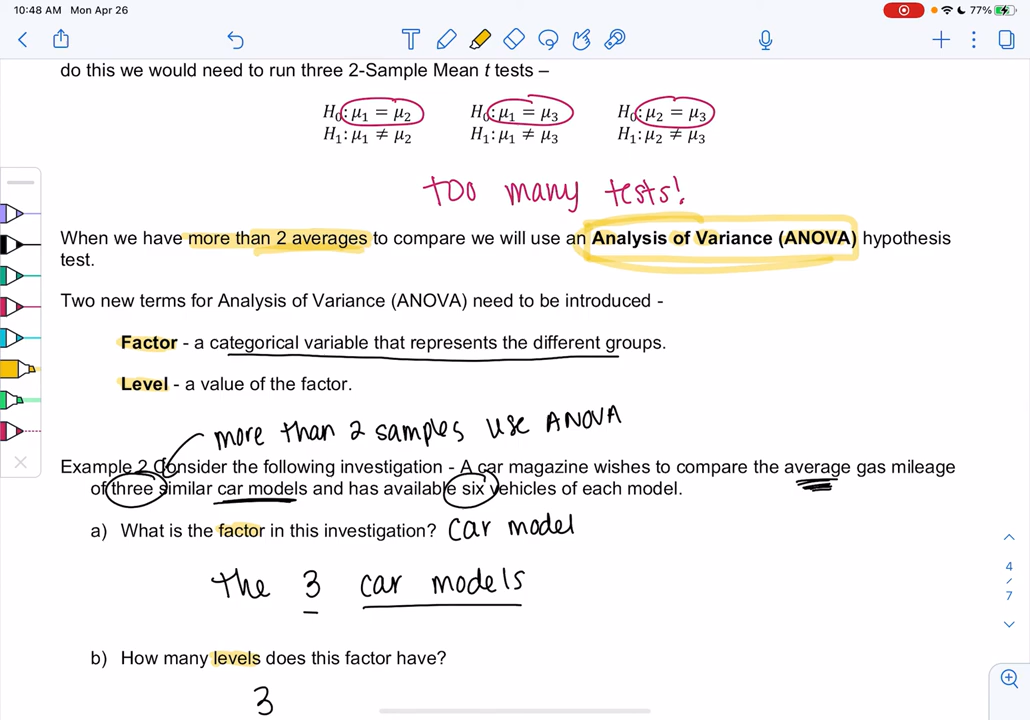 10:48 AM Mon Apr 26
77%
do this we would need to run three 2-Sample Mean t tests –
H₀: μ₁ = μ₂ H₀: μ₁ = μ₃ H₀: μ₂ = μ₃
H₁: μ₁ ≠ μ₂ H₁: μ₁ ≠ μ₃ H₁: μ₂ ≠ μ₃
too many tests!
When we have more than 2 averages to compare we will use an Analysis of Variance (ANOVA) hypothesis
test.
Two new terms for Analysis of Variance (ANOVA) need to be introduced -
Factor - a categorical variable that represents the different groups.
Level - a value of the factor.
more than 2 samples use ANOVA
Example 2 Consider the following investigation - A car magazine wishes to compare the average gas mileage
of three similar car models and has available six vehicles of each model.
a) What is the factor in this investigation? car model
the 3 car models
b) How many levels does this factor have?
3
4
/
7